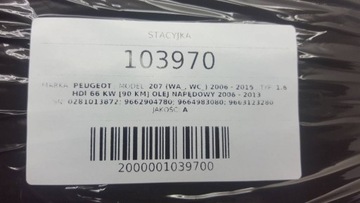 STACYJKA
103970
MARKA: PEUGEOT MODEL: 207 (WA_, WC_) 2006 - 2015 TYP: 1.6
HDI 66 KW [90 KM] OLEJ NAPĘDOWY 2006 - 2013
SN: 0281013872; 9662904780; 9664983080; 9663123280
JAKOŚĆ: A
2000001039700